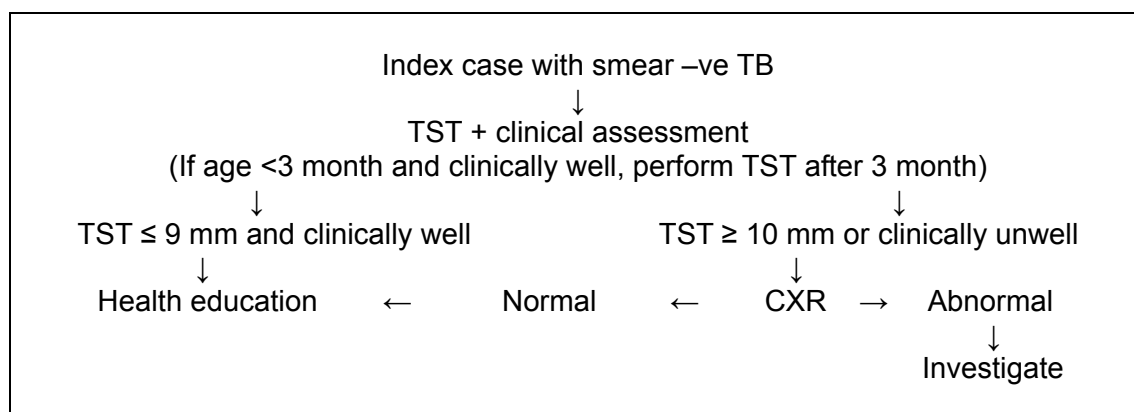 Index case with smear –ve TB
↓
TST + clinical assessment
(If age <3 month and clinically well, perform TST after 3 month)
↓ ↓
TST ≤ 9 mm and clinically well TST ≥ 10 mm or clinically unwell
↓ ↓
Health education ← Normal ← CXR → Abnormal
↓
Investigate